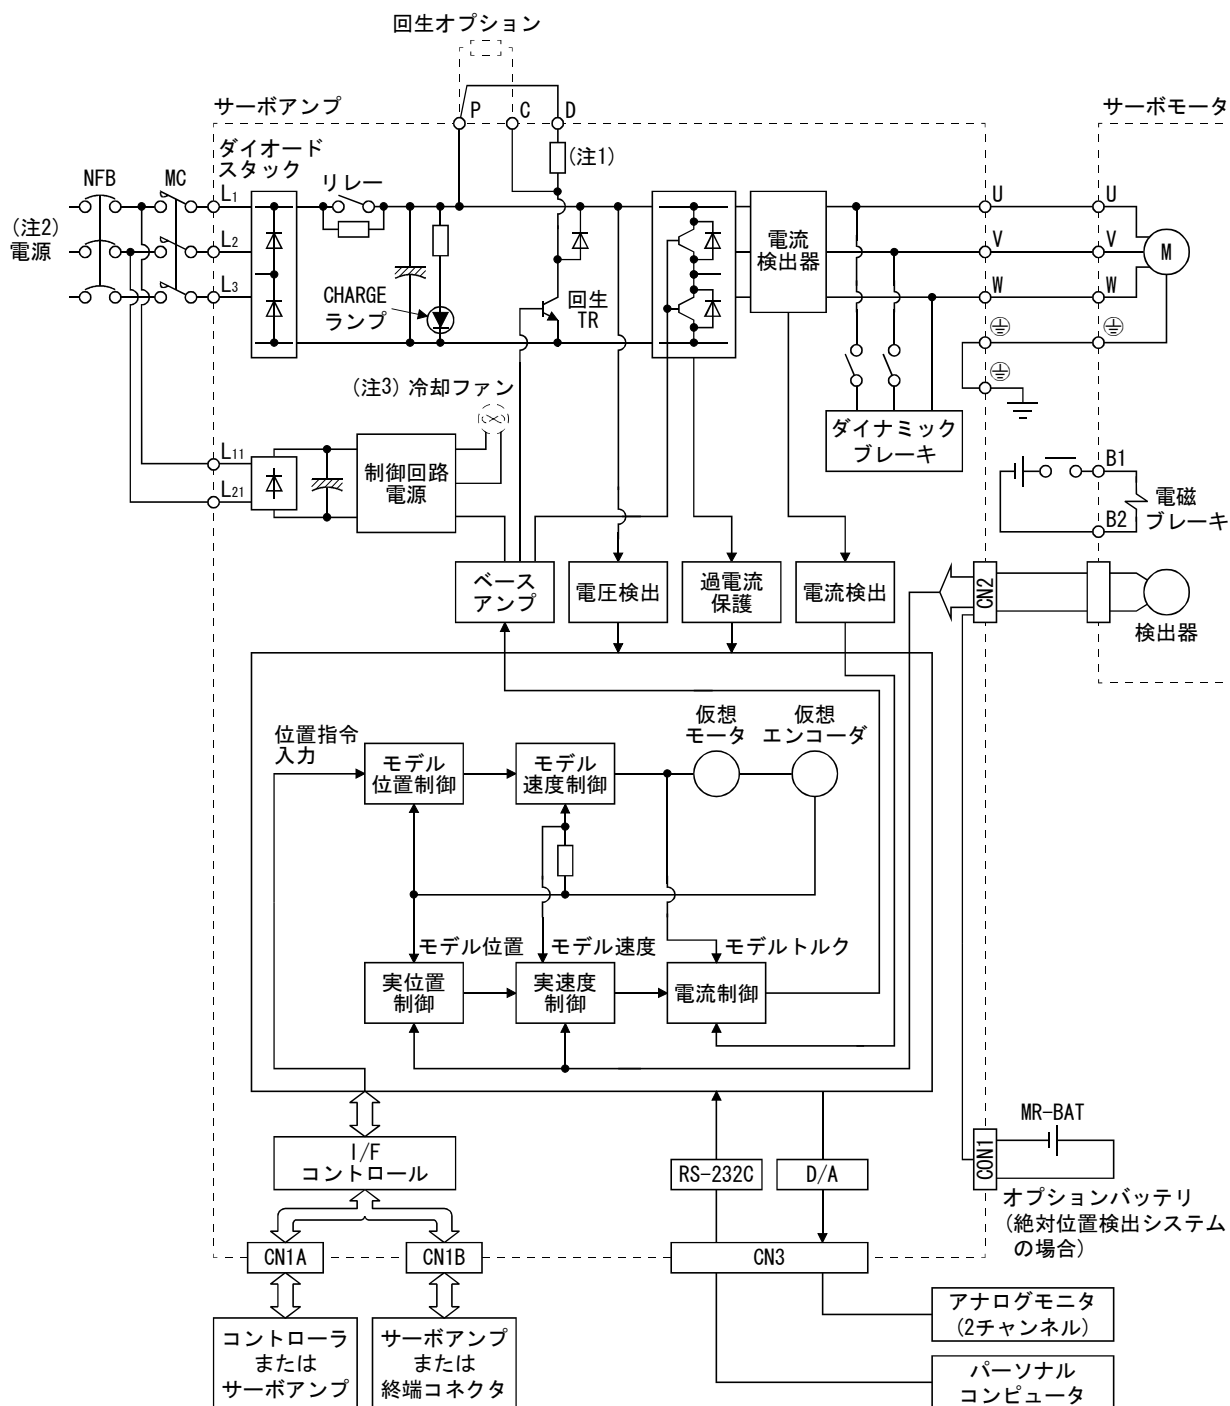 回生オプション
サーボアンプ
P
C
D
サーボモータ
ダイオード
スタック
(注1)
NFB
MC
L1
リレー
U
U
(注2)
電源
L2
電流
検出器
V
V
M
L3
W
W
CHARGE
ランプ
回生
TR
(注3) 冷却ファン
ダイナミック
ブレーキ
L11
制御回路
電源
L21
B1
電磁
ブレーキ
B2
ベース
アンプ
電圧検出
過電流
保護
電流検出
CN2
検出器
位置指令
入力
モデル
位置制御
モデル
速度制御
仮想
モータ
仮想
エンコーダ
モデル位置
モデル速度
モデルトルク
実位置
制御
実速度
制御
電流制御
MR-BAT
I/F
コントロール
RS-232C
D/A
CON1
オプションバッテリ
(絶対位置検出システム
の場合)
CN1A
CN1B
CN3
コントローラ
または
サーボアンプ
サーボアンプ
または
終端コネクタ
アナログモニタ
(2チャンネル)
パーソナル
コンピュータ